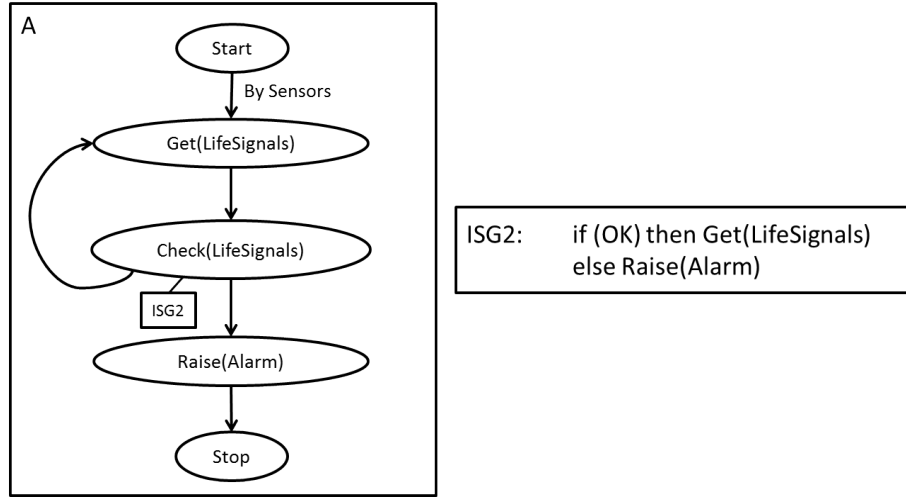 A
Start
By Sensors
Get(LifeSignals)
Check(LifeSignals)
ISG2
Raise(Alarm)
Stop
ISG2: if (OK) then Get(LifeSignals)
else Raise(Alarm)